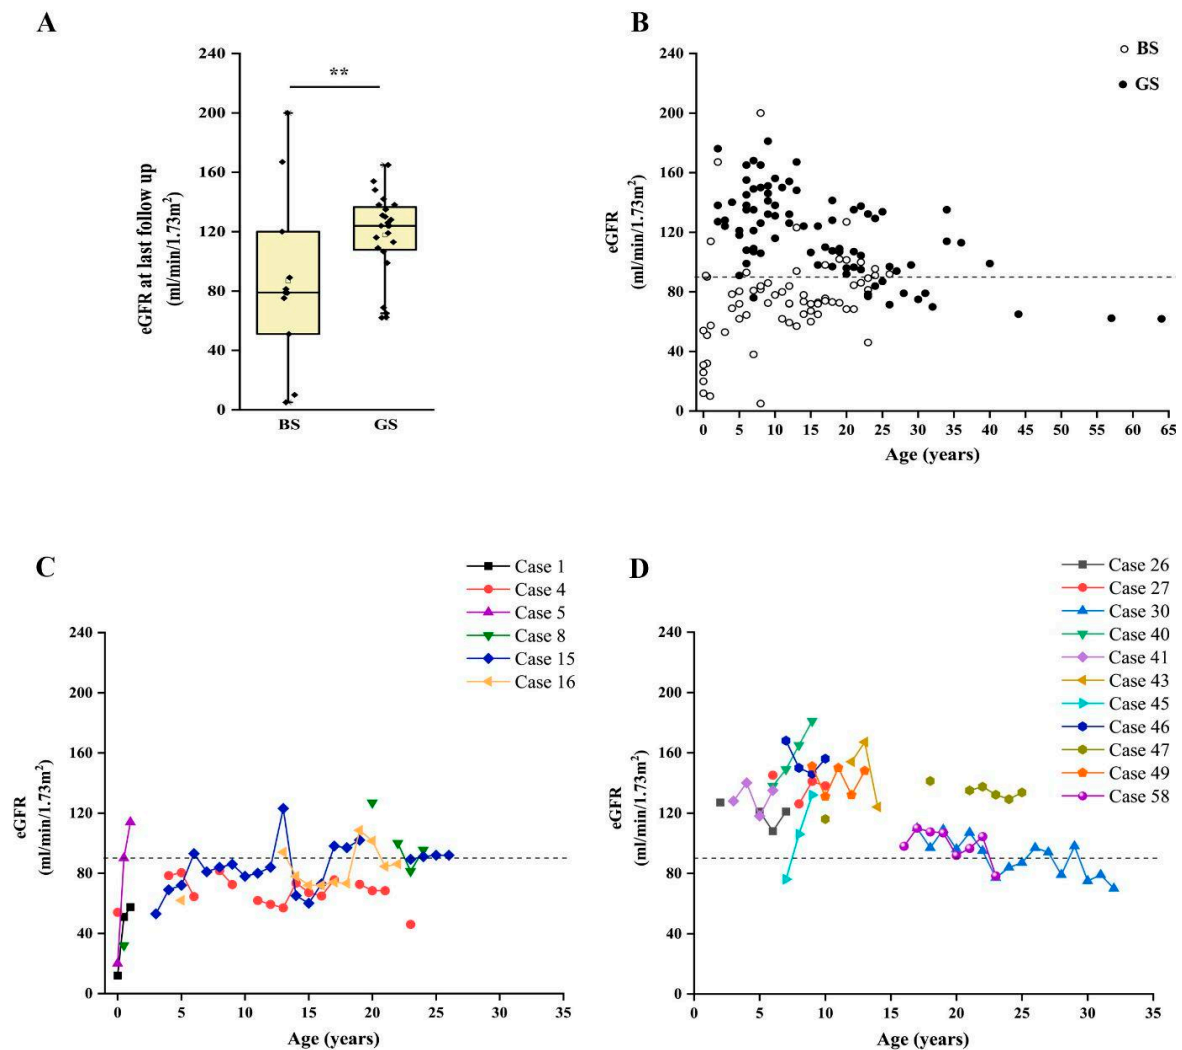 A
240
200
160
120
80
40
0
eGFR at last follow up
(ml/min/1.73m²)
**
BS
GS
B
240
200
160
120
80
40
0
eGFR
(ml/min/1.73m²)
BS
GS
0 5 10 15 20 25 30 35 40 45 50 55 60 65
Age (years)
C
Case 1
Case 4
Case 5
Case 8
Case 15
Case 16
240
200
160
120
80
40
0
eGFR
(ml/min/1.73m²)
0 5 10 15 20 25 30 35
Age (years)
D
Case 26
Case 27
Case 30
Case 40
Case 41
Case 43
Case 45
Case 46
Case 47
Case 49
Case 58
240
200
160
120
80
40
0
eGFR
(ml/min/1.73m²)
0 5 10 15 20 25 30 35
Age (years)